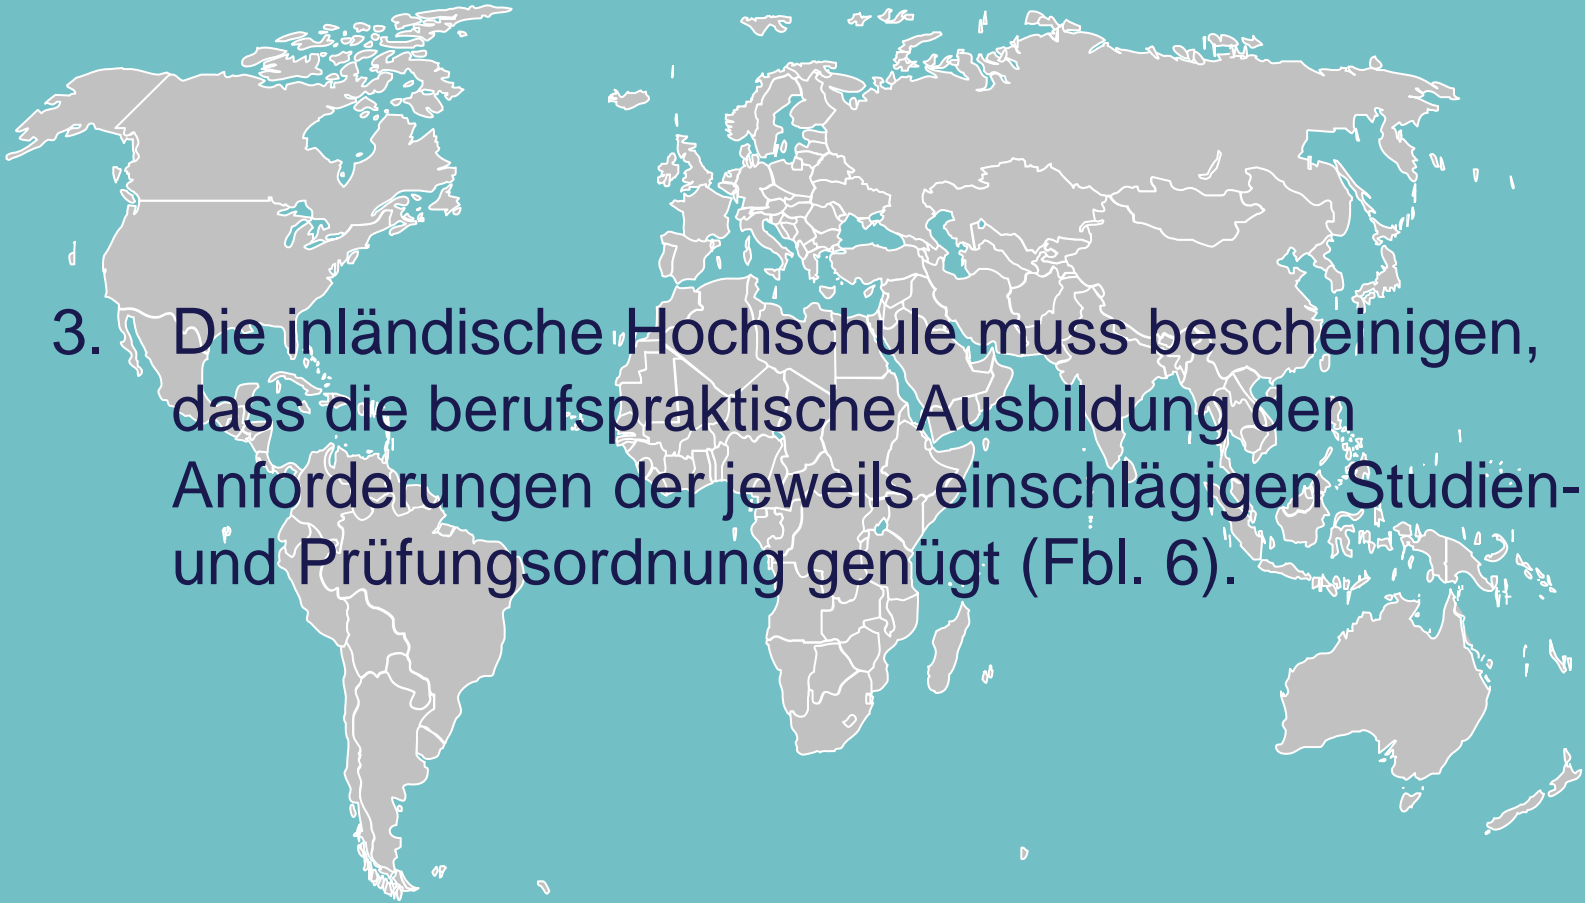 3. Die inländische Hochschule muss bescheinigen,
dass die berufspraktische Ausbildung den
Anforderungen der jeweils einschlägigen Studien-
und Prüfungsordnung genügt (Fbl. 6).